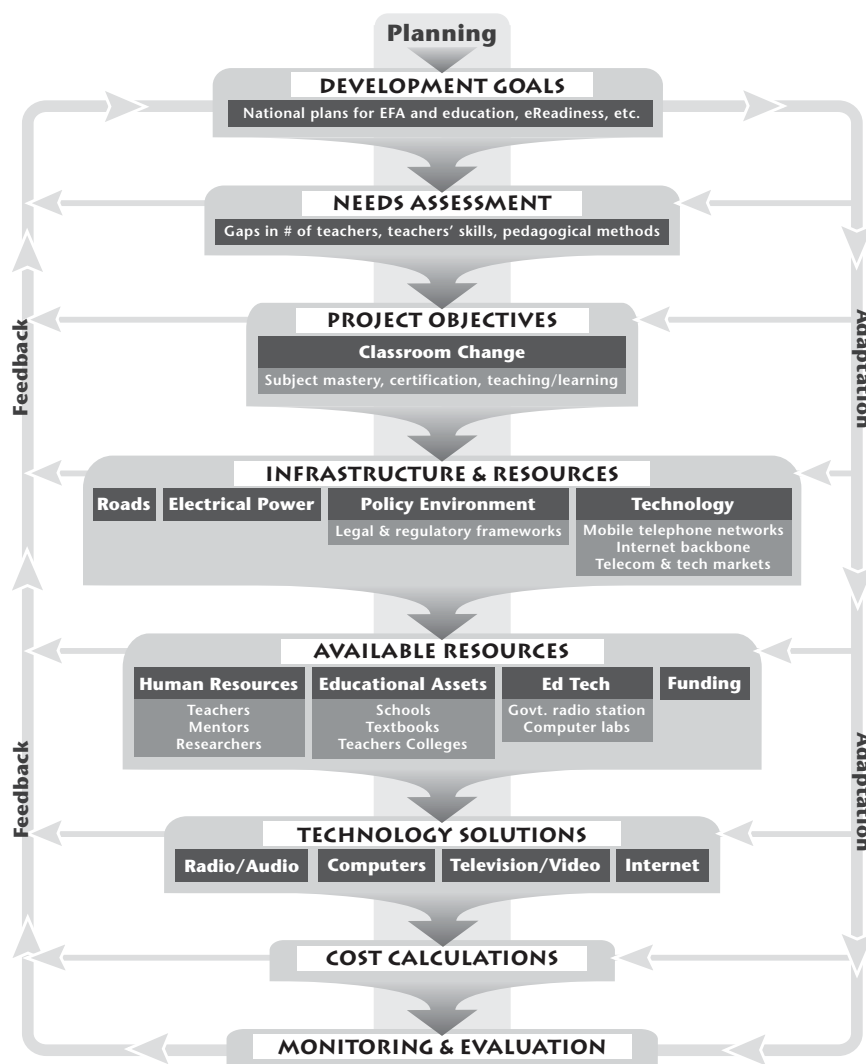 Planning
DEVELOPMENT GOALS
National plans for EFA and education, eReadiness, etc.
NEEDS ASSESSMENT
Gaps in # of teachers, teachers' skills, pedagogical methods
PROJECT OBJECTIVES
Classroom Change
Subject mastery, certification, teaching/learning
Feedback
Adaptation
INFRASTRUCTURE & RESOURCES
Roads
Electrical Power
Policy Environment
Legal & regulatory frameworks
Technology
Mobile telephone networks
Internet backbone
Telecom & tech markets
AVAILABLE RESOURCES
Human Resources
Teachers
Mentors
Researchers
Educational Assets
Schools
Textbooks
Teachers Colleges
Ed Tech
Govt. radio station
Computer labs
Funding
Feedback
Adaptation
TECHNOLOGY SOLUTIONS
Radio/Audio
Computers
Television/Video
Internet
COST CALCULATIONS
MONITORING & EVALUATION